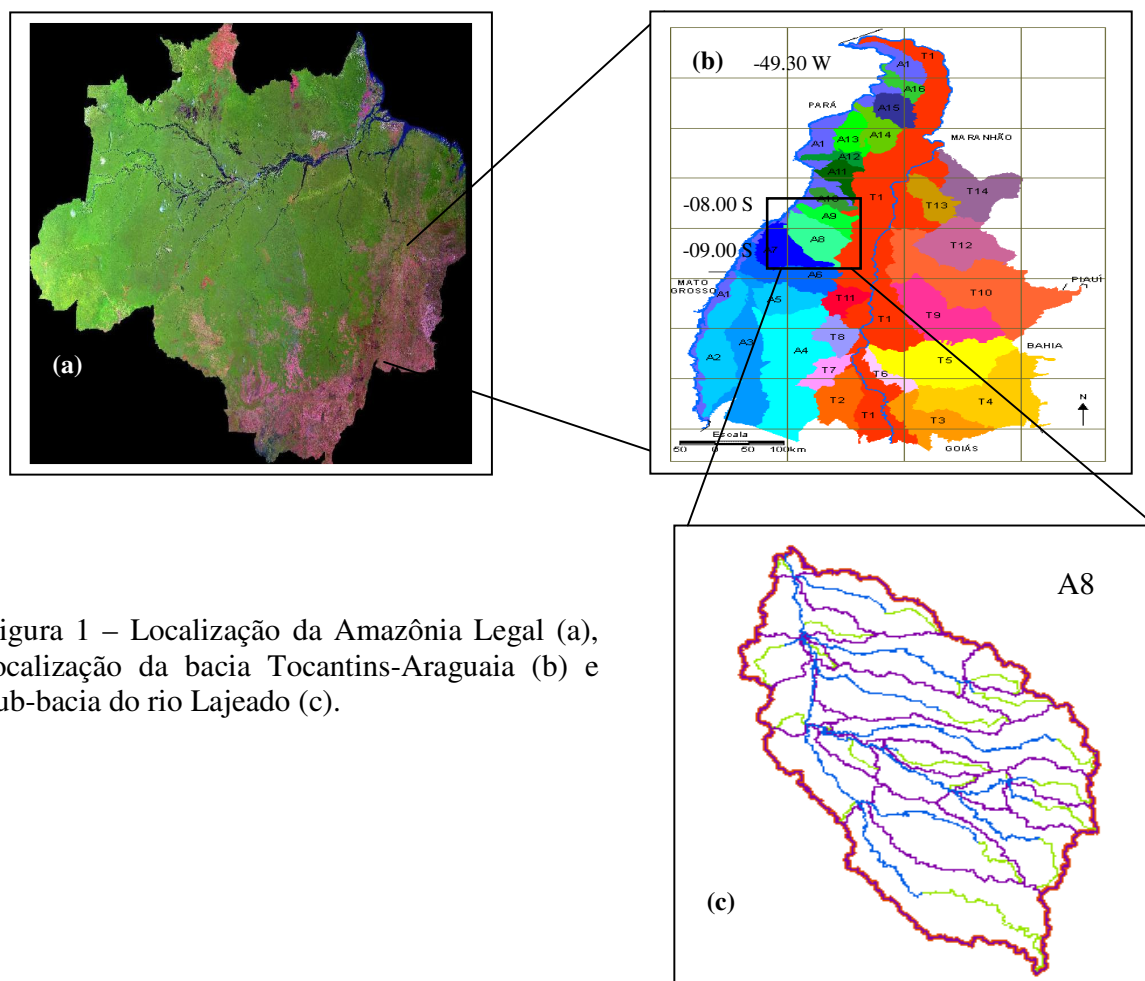 (a)
(b)
-49.30 W
T1
A1
A16
PARÁ
A15
A14
A13
A1
MARANHÃO
A12
A11
T14
-08.00 S
T1
T13
A9
A8
-09.00 S
T12
A6
MATO
GROSSO
PIAUÍ
A1
A5
T11
T10
T9
T1
T8
BAHIA
A2
A3
A4
T7
T6
T5
T2
T4
N
T1
T3
Escala
50 0 50 100km
GOIÁS
A8
igura 1 – Localização da Amazônia Legal (a),
ocalização da bacia Tocantins-Araguaia (b) e
ub-bacia do rio Lajeado (c).
(c)